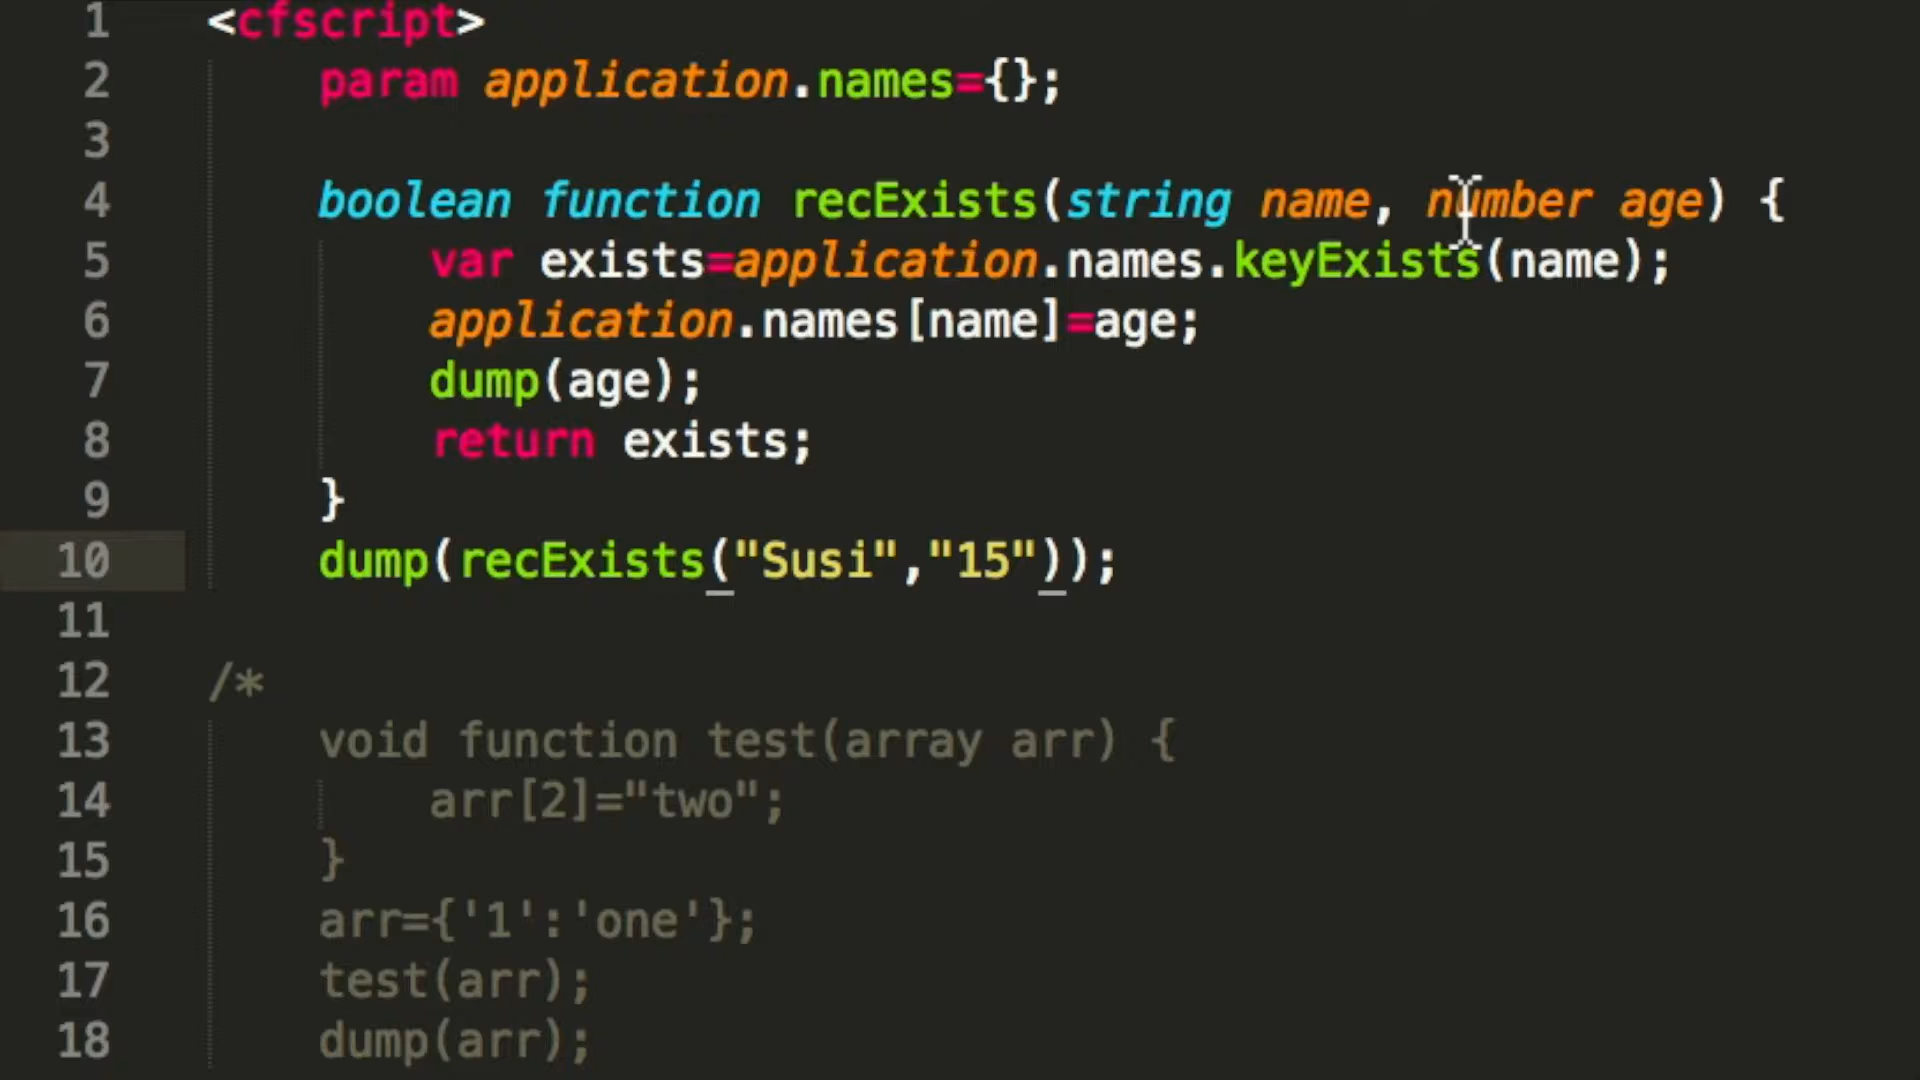 1 <cfscript>
2 param application.names={};
3
4 boolean function recExists(string name, number age) {
5 var exists=application.names.keyExists(name);
6 application.names[name]=age;
7 dump(age);
8 return exists;
9 }
10 dump(recExists("Susi","15"));
11
12 /*
13 void function test(array arr) {
14 arr[2]="two";
15 }
16 arr={'1':'one'};
17 test(arr);
18 dump(arr);